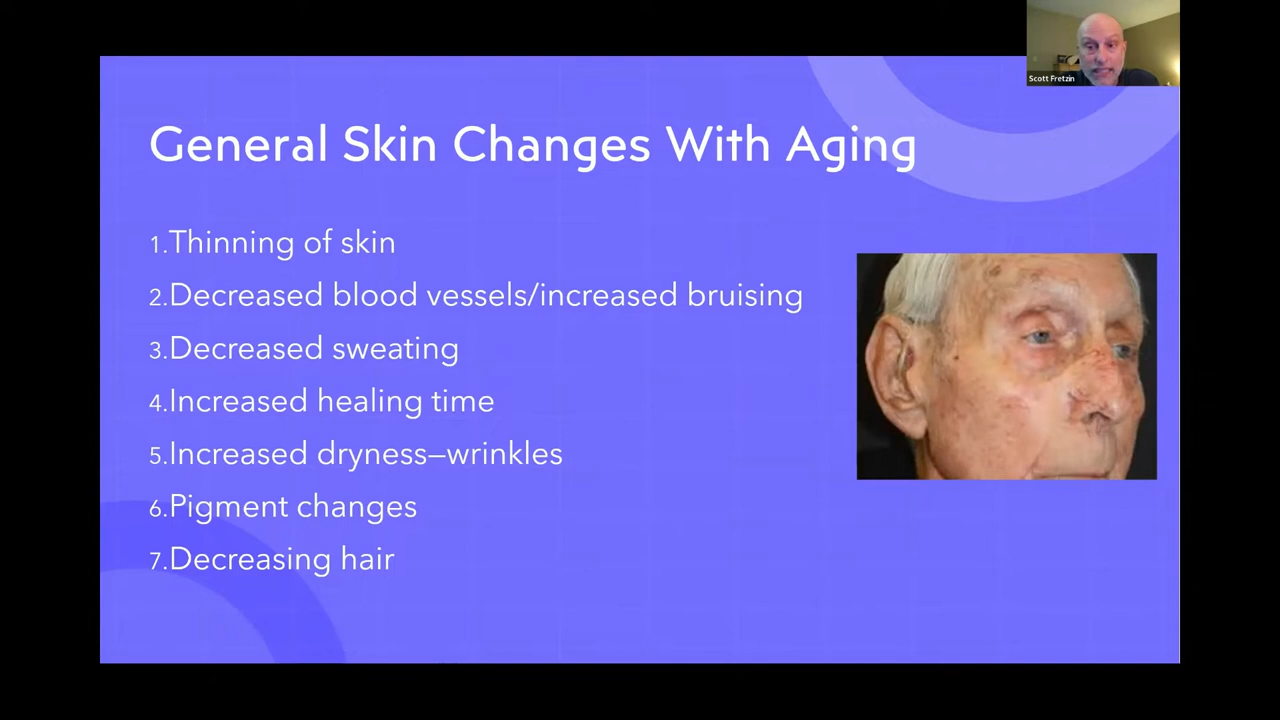 Scott Fretzin
General Skin Changes With Aging
1.Thinning of skin
2.Decreased blood vessels/increased bruising
3.Decreased sweating
4.Increased healing time
5.Increased dryness—wrinkles
6.Pigment changes
7.Decreasing hair